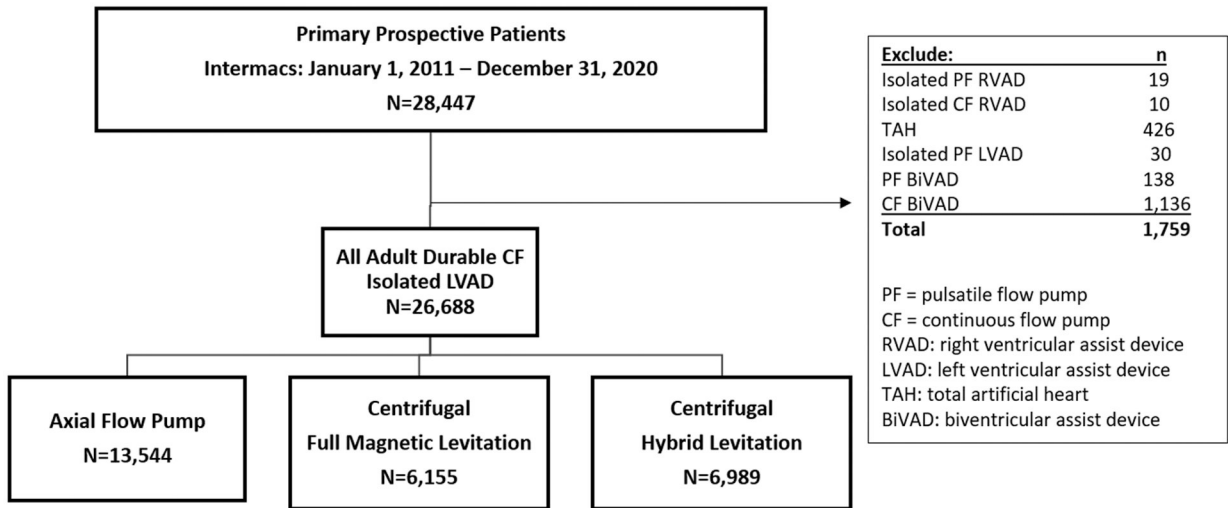 Primary Prospective Patients
Intermacs: January 1, 2011 – December 31, 2020
N=28,447
Exclude: n
Isolated PF RVAD 19
Isolated CF RVAD 10
TAH 426
Isolated PF LVAD 30
PF BiVAD 138
CF BiVAD 1,136
Total 1,759
PF = pulsatile flow pump
CF = continuous flow pump
RVAD: right ventricular assist device
LVAD: left ventricular assist device
TAH: total artificial heart
BiVAD: biventricular assist device
All Adult Durable CF
Isolated LVAD
N=26,688
Axial Flow Pump
N=13,544
Centrifugal
Full Magnetic Levitation
N=6,155
Centrifugal
Hybrid Levitation
N=6,989